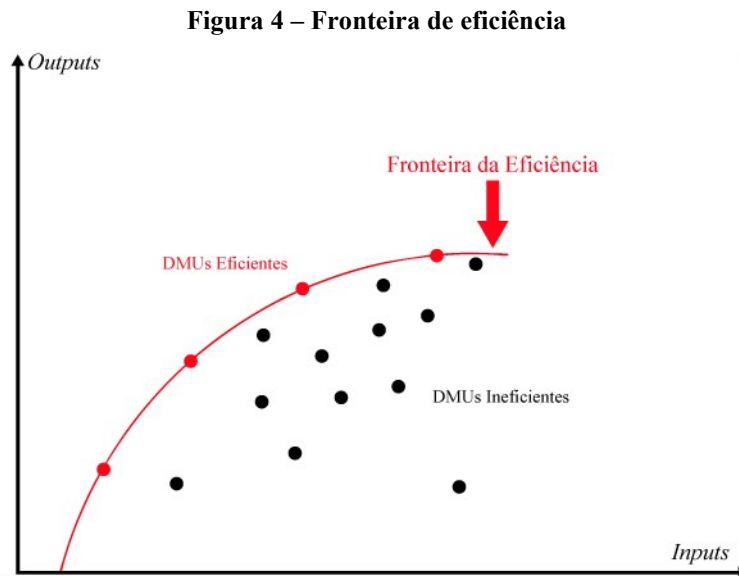 Figura 4 – Fronteira de eficiência
Outputs
Fronteira da Eficiência
DMUs Eficientes
DMUs Ineficientes
Inputs